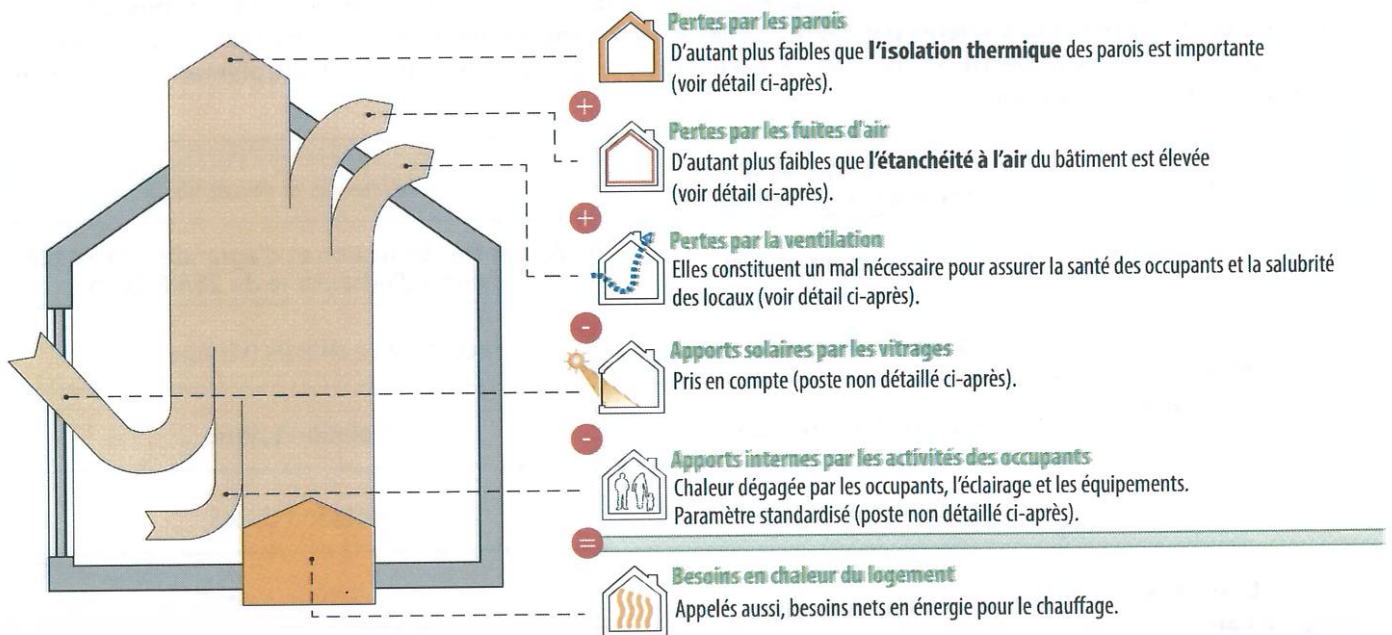 Pertes par les parois
D'autant plus faibles que l'isolation thermique des parois est importante
(voir détail ci-après).
+
Pertes par les fuites d'air
D'autant plus faibles que l'étanchéité à l'air du bâtiment est élevée
(voir détail ci-après).
+
Pertes par la ventilation
Elles constituent un mal nécessaire pour assurer la santé des occupants et la salubrité
des locaux (voir détail ci-après).
-
Apports solaires par les vitrages
Pris en compte (poste non détaillé ci-après).
-
Apports internes par les activités des occupants
Chaleur dégagée par les occupants, l'éclairage et les équipements.
Paramètre standardisé (poste non détaillé ci-après).
=
Besoins en chaleur du logement
Appelés aussi, besoins nets en énergie pour le chauffage.